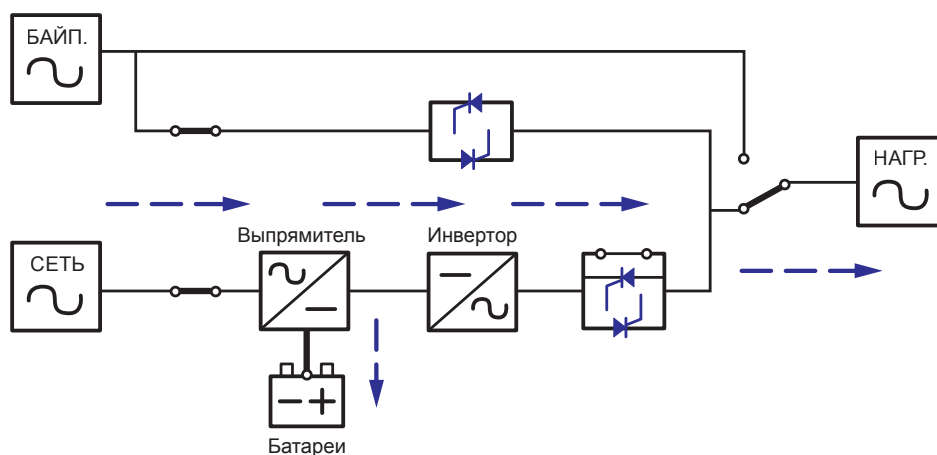 БАЙП.
НАГР.
Выпрямитель
Инвертор
СЕТЬ
Батареи